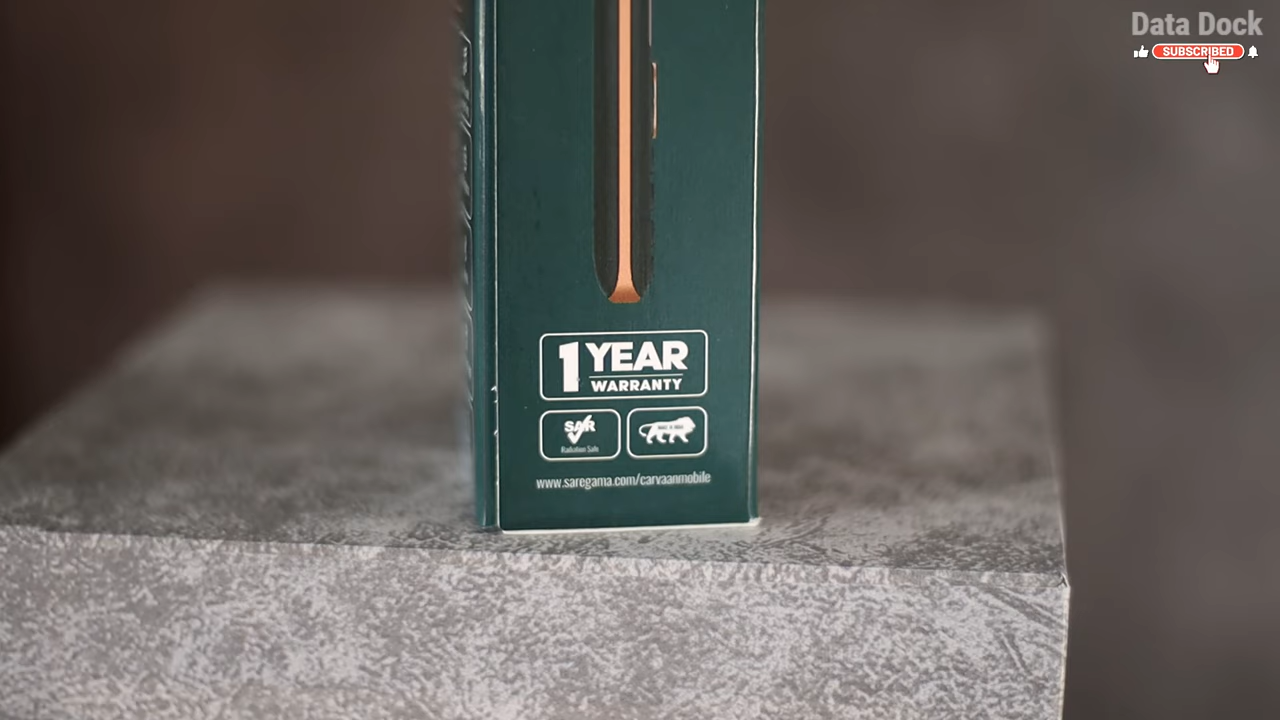 Data Dock
SUBSCRIBED
1 YEAR
WARRANTY
SAR
Radiation Safe
www.saregama.com/carvaanmobile